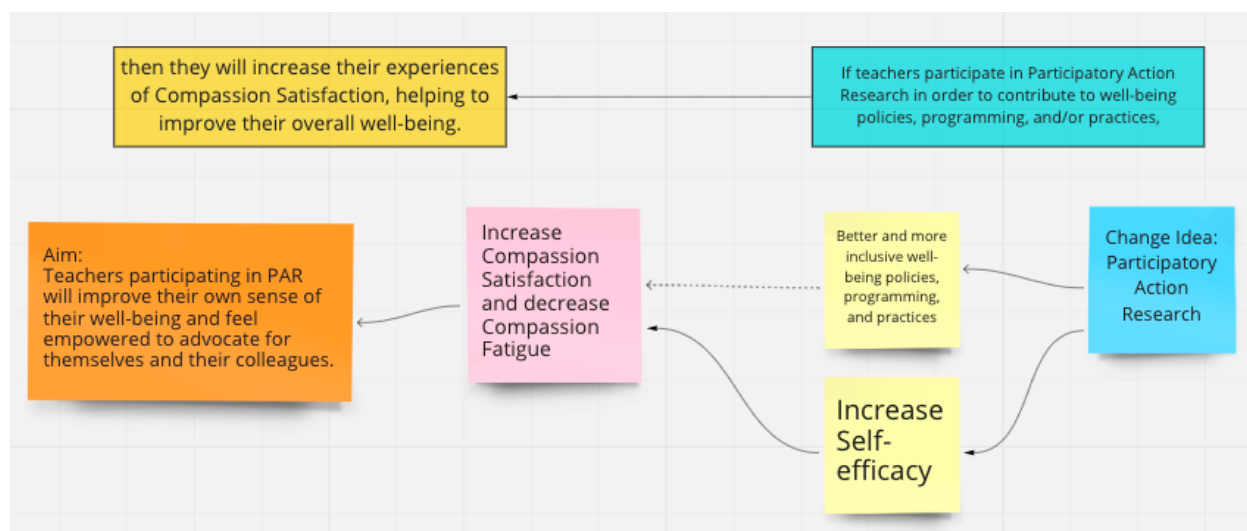 then they will increase their experiences
of Compassion Satisfaction, helping to
improve their overall well-being.
If teachers participate in Participatory Action
Research in order to contribute to well-being
policies, programming, and/or practices,
Aim:
Teachers participating in PAR
will improve their own sense of
their well-being and feel
empowered to advocate for
themselves and their colleagues.
Increase
Compassion
Satisfaction
and decrease
Compassion
Fatigue
Better and more
inclusive well-
being policies,
programming,
and practices
Increase
Self-
efficacy
Change Idea:
Participatory
Action
Research